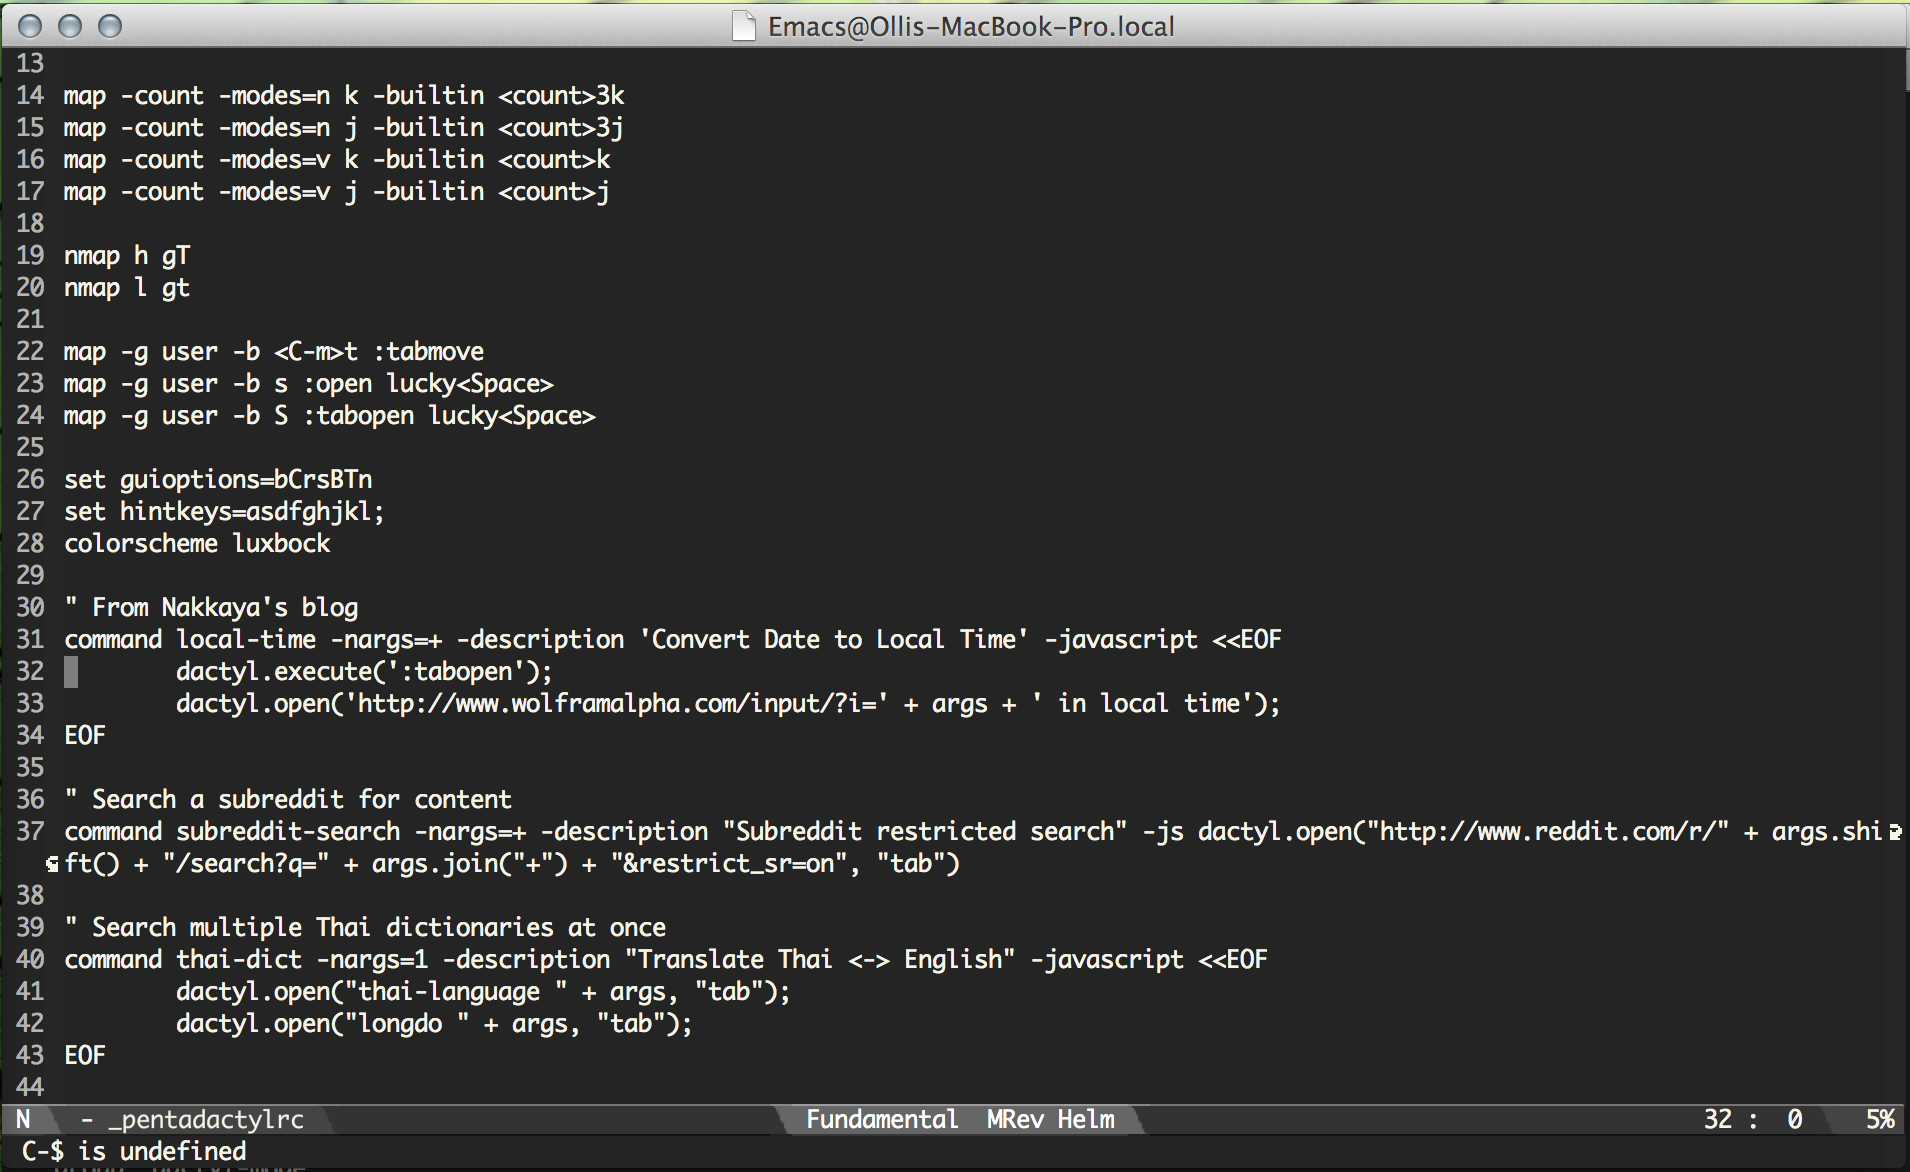 Emacs@Ollis-MacBook-Pro.local
13
14 map -count -modes=n k -builtin <count>3k
15 map -count -modes=n j -builtin <count>3j
16 map -count -modes=v k -builtin <count>k
17 map -count -modes=v j -builtin <count>j
18
19 nmap h gT
20 nmap l gt
21
22 map -g user -b <C-m>t :tabmove
23 map -g user -b s :open lucky<Space>
24 map -g user -b S :tabopen lucky<Space>
25
26 set guioptions=bCrsBTn
27 set hintkeys=asdfghjkl;
28 colorscheme luxbock
29
30 " From Nakkaya's blog
31 command local-time -nargs=+ -description 'Convert Date to Local Time' -javascript <<EOF
32         dactyl.execute(':tabopen');
33         dactyl.open('http://www.wolframalpha.com/input/?i=' + args + ' in local time');
34 EOF
35
36 " Search a subreddit for content
37 command subreddit-search -nargs=+ -description "Subreddit restricted search" -js dactyl.open("http://www.reddit.com/r/" + args.shi
ft() + "/search?q=" + args.join("+") + "&restrict_sr=on", "tab")
38
39 " Search multiple Thai dictionaries at once
40 command thai-dict -nargs=1 -description "Translate Thai <-> English" -javascript <<EOF
41         dactyl.open("thai-language " + args, "tab");
42         dactyl.open("longdo " + args, "tab");
43 EOF
44
N - _pentadactylrc Fundamental MRev Helm 32 : 0 5%
C-$ is undefined